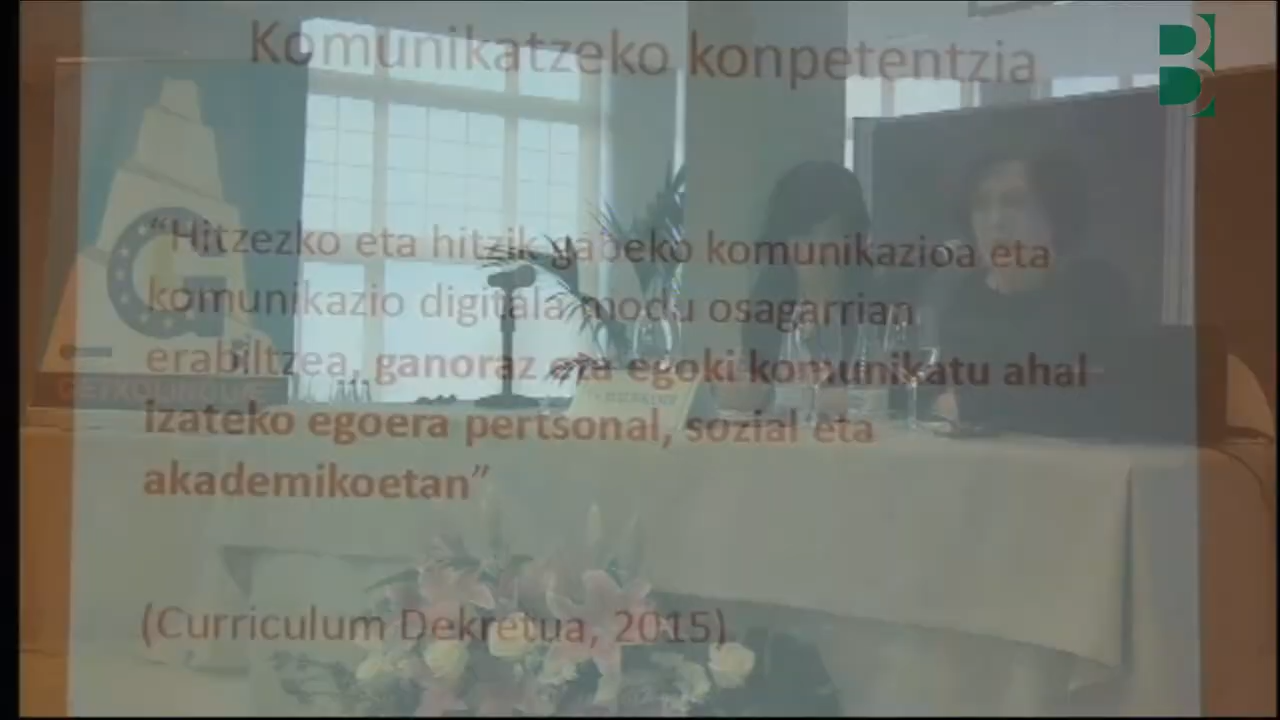 Komunikatzeko konpetentzia
“Hitzezko eta hitzik gabeko komunikazioa eta
komunikazio digitala modu osagarrian
erabiltzea, ganoraz eta egoki komunikatu ahal
izateko egoera pertsonal, sozial eta
akademikoetan”
(Curriculum Dekretua, 2015)
B
G